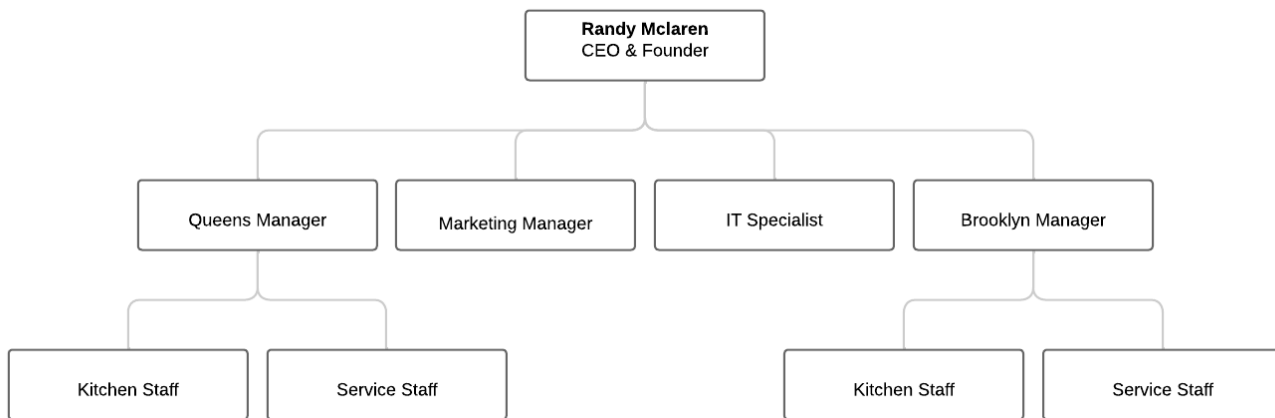 Randy Mclaren
CEO & Founder
Queens Manager
Marketing Manager
IT Specialist
Brooklyn Manager
Kitchen Staff
Service Staff
Kitchen Staff
Service Staff